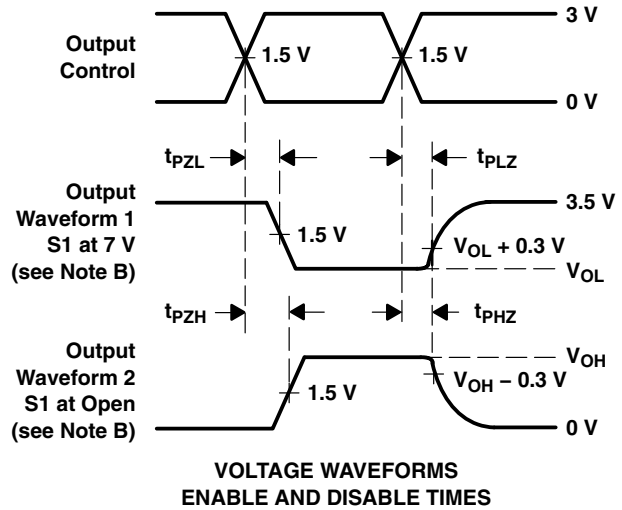 3 V
Output
Control
1.5 V
1.5 V
0 V
tPZL
tPLZ
Output
Waveform 1
S1 at 7 V
(see Note B)
3.5 V
1.5 V
VOL + 0.3 V
VOL
tPZH
tPHZ
Output
Waveform 2
S1 at Open
(see Note B)
VOH
1.5 V
VOH − 0.3 V
0 V
VOLTAGE WAVEFORMS
ENABLE AND DISABLE TIMES